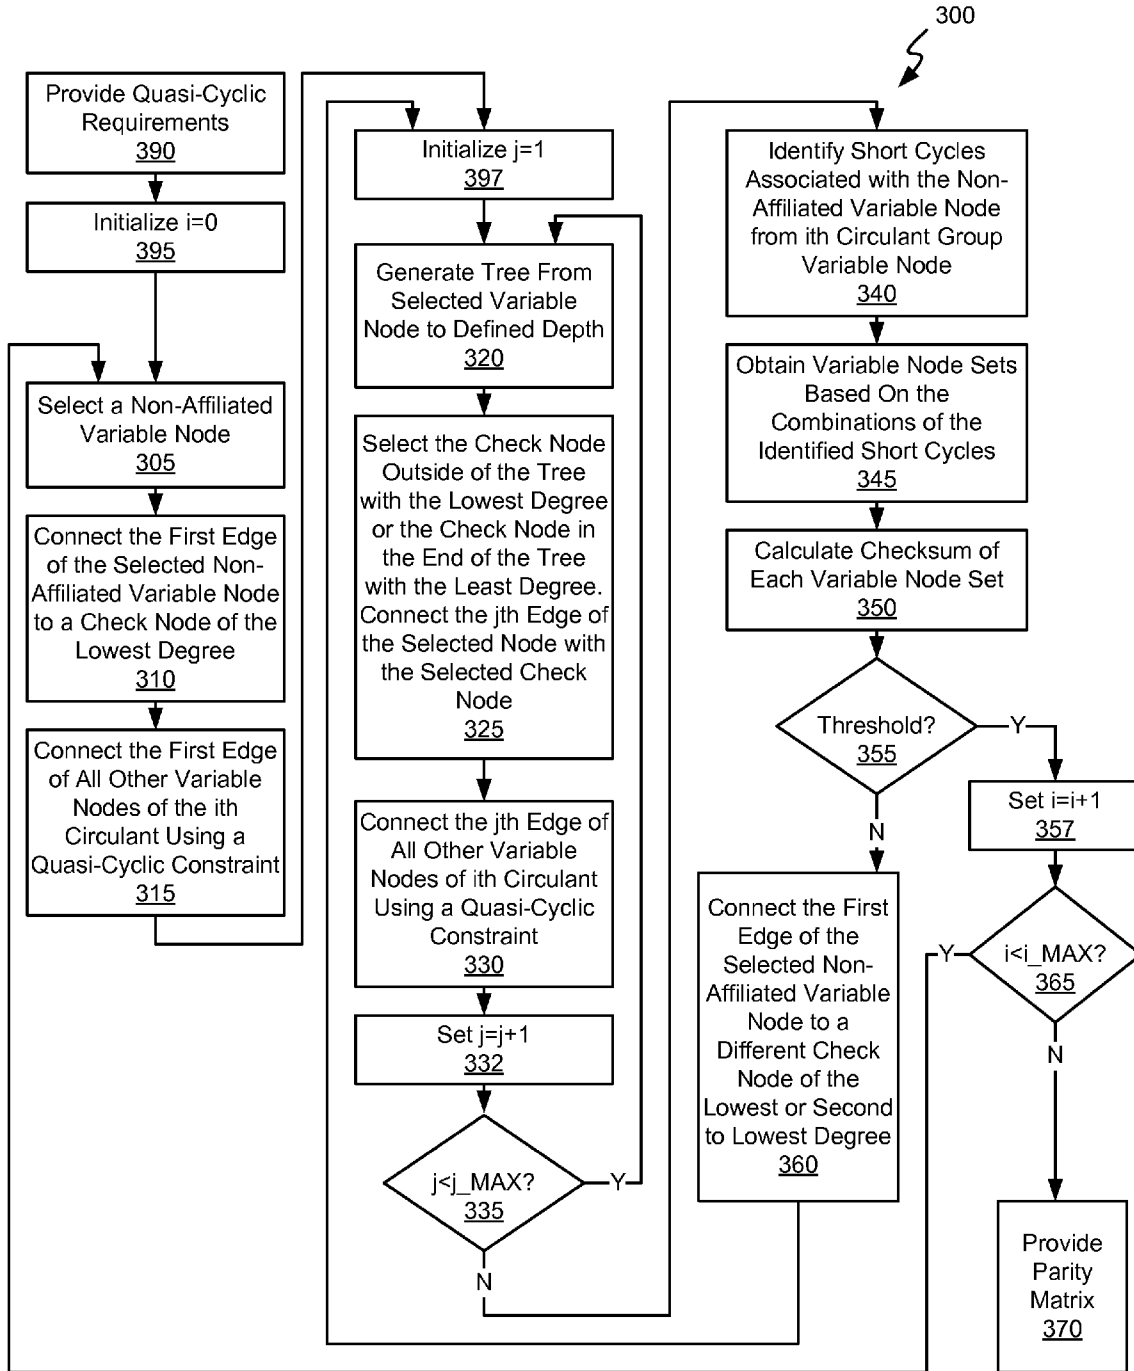 300
Provide Quasi-Cyclic
Requirements
390
Initialize i=0
395
Select a Non-Affiliated
Variable Node
305
Connect the First Edge
of the Selected Non-
Affiliated Variable Node
to a Check Node of the
Lowest Degree
310
Connect the First Edge
of All Other Variable
Nodes of the ith
Circulant Using a
Quasi-Cyclic Constraint
315
Initialize j=1
397
Generate Tree From
Selected Variable
Node to Defined Depth
320
Select the Check Node
Outside of the Tree
with the Lowest Degree
or the Check Node in
the End of the Tree
with the Least Degree.
Connect the jth Edge of
the Selected Node with
the Selected Check
Node
325
Connect the jth Edge of
All Other Variable
Nodes of ith Circulant
Using a Quasi-Cyclic
Constraint
330
Set j=j+1
332
j<j_MAX?
335
Y
N
Identify Short Cycles
Associated with the Non-
Affiliated Variable Node
from ith Circulant Group
Variable Node
340
Obtain Variable Node Sets
Based On the
Combinations of the
Identified Short Cycles
345
Calculate Checksum of
Each Variable Node Set
350
Threshold?
355
Y
N
Set i=i+1
357
Connect the First
Edge of the
Selected Non-
Affiliated Variable
Node to a
Different Check
Node of the
Lowest or Second
to Lowest Degree
360
i<i_MAX?
365
Y
N
Provide
Parity
Matrix
370